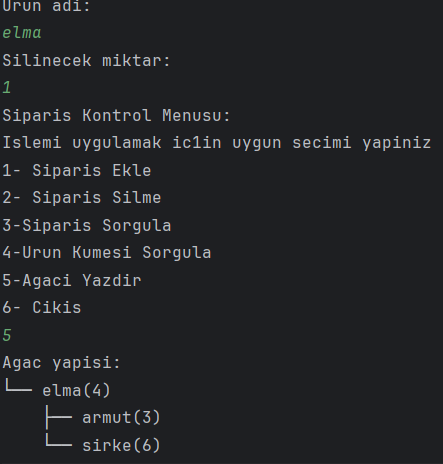 Urun adi:
elma
Silinecek miktar:
1
Siparis Kontrol Menusu:
Islemi uygulamak ic1in uygun secimi yapiniz
1- Siparis Ekle
2- Siparis Silme
3-Siparis Sorgula
4-Urun Kumesi Sorgula
5-Agaci Yazdir
6- Cikis
5
Agac yapisi:
└── elma(4)
    ├── armut(3)
    └── sirke(6)